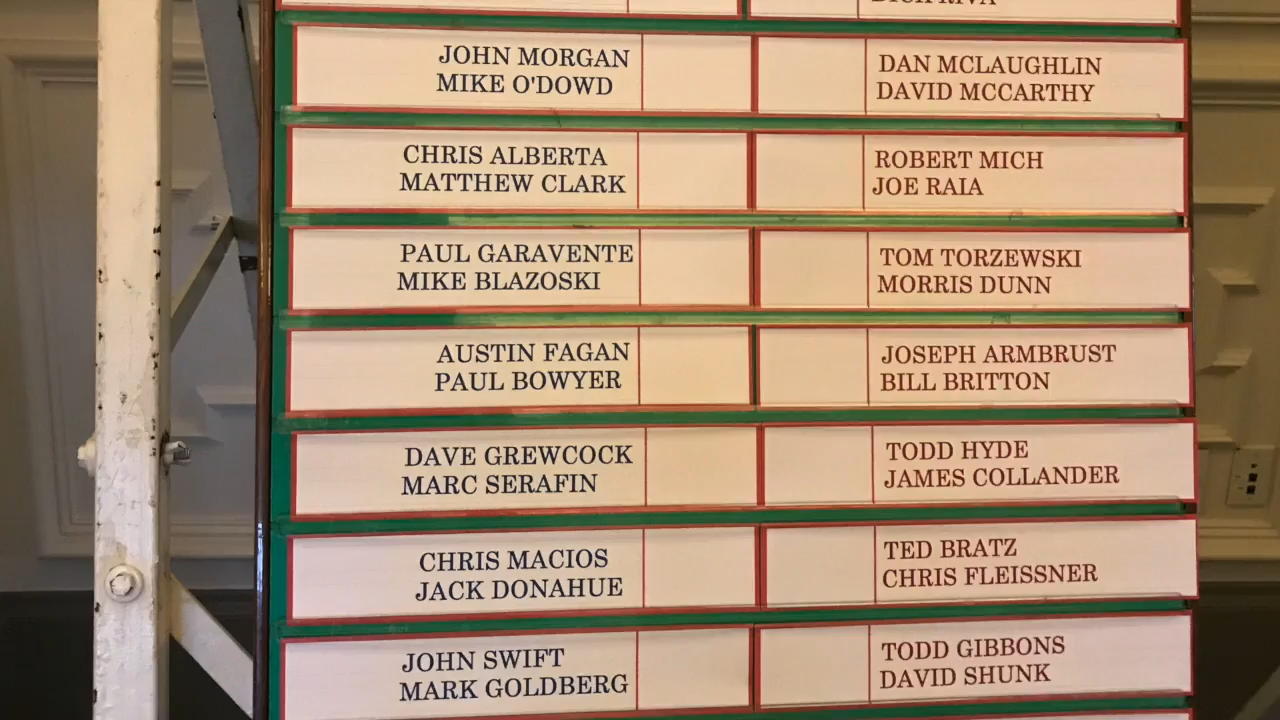 JOHN MORGAN
MIKE O'DOWD
DAN MCLAUGHLIN
DAVID MCCARTHY
CHRIS ALBERTA
MATTHEW CLARK
ROBERT MICH
JOE RAIA
PAUL GARAVENTE
MIKE BLAZOSKI
TOM TORZEWSKI
MORRIS DUNN
AUSTIN FAGAN
PAUL BOWYER
JOSEPH ARMBRUST
BILL BRITTON
DAVE GREWCOCK
MARC SERAFIN
TODD HYDE
JAMES COLLANDER
CHRIS MACIOS
JACK DONAHUE
TED BRATZ
CHRIS FLEISSNER
JOHN SWIFT
MARK GOLDBERG
TODD GIBBONS
DAVID SHUNK